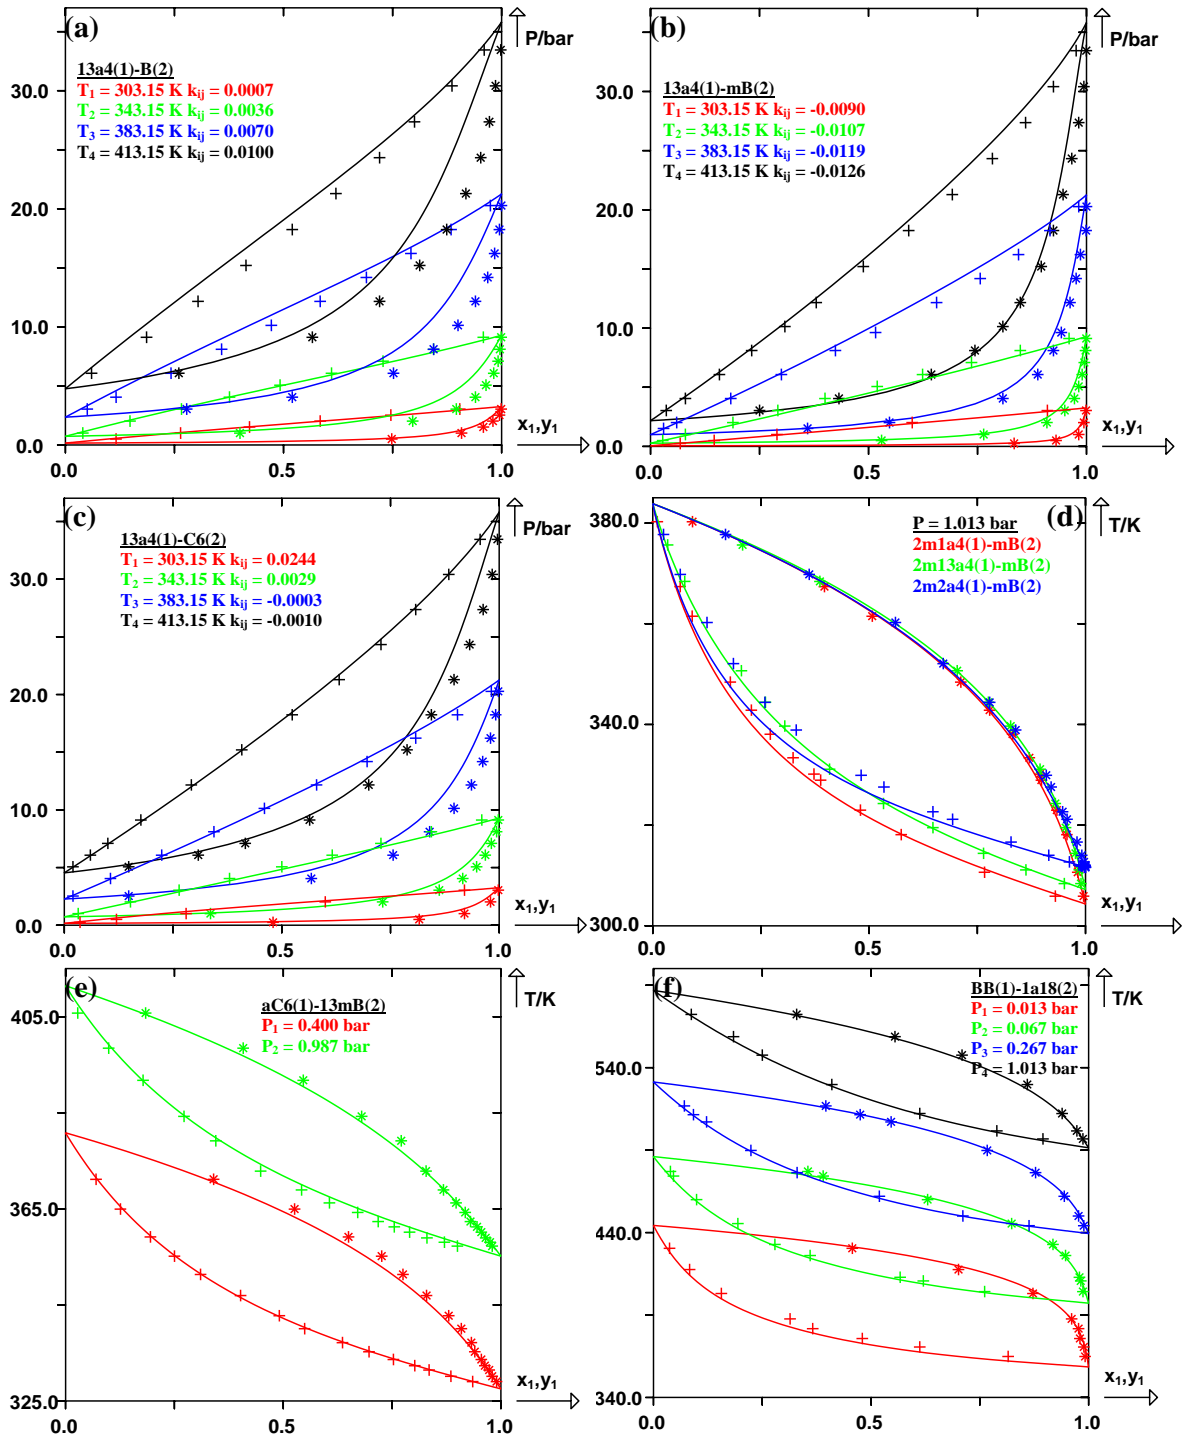 (a)
P/bar
13a4(1)-B(2)
T1 = 303.15 K kij = 0.0007
T2 = 343.15 K kij = 0.0036
T3 = 383.15 K kij = 0.0070
T4 = 413.15 K kij = 0.0100
30.0
20.0
10.0
0.0
x1,y1
0.0 0.5 1.0
(b)
P/bar
13a4(1)-mB(2)
T1 = 303.15 K kij = -0.0090
T2 = 343.15 K kij = -0.0107
T3 = 383.15 K kij = -0.0119
T4 = 413.15 K kij = -0.0126
30.0
20.0
10.0
0.0
x1,y1
0.0 0.5 1.0
(c)
P/bar
13a4(1)-C6(2)
T1 = 303.15 K kij = 0.0244
T2 = 343.15 K kij = 0.0029
T3 = 383.15 K kij = -0.0003
T4 = 413.15 K kij = -0.0010
30.0
20.0
10.0
0.0
x1,y1
0.0 0.5 1.0
(d)
T/K
P = 1.013 bar
2m1a4(1)-mB(2)
2m13a4(1)-mB(2)
2m2a4(1)-mB(2)
380.0
340.0
300.0
x1,y1
0.0 0.5 1.0
(e)
T/K
aC6(1)-13mB(2)
P1 = 0.400 bar
P2 = 0.987 bar
405.0
365.0
325.0
x1,y1
0.0 0.5 1.0
(f)
T/K
BB(1)-1a18(2)
P1 = 0.013 bar
P2 = 0.067 bar
P3 = 0.267 bar
P4 = 1.013 bar
540.0
440.0
340.0
x1,y1
0.0 0.5 1.0